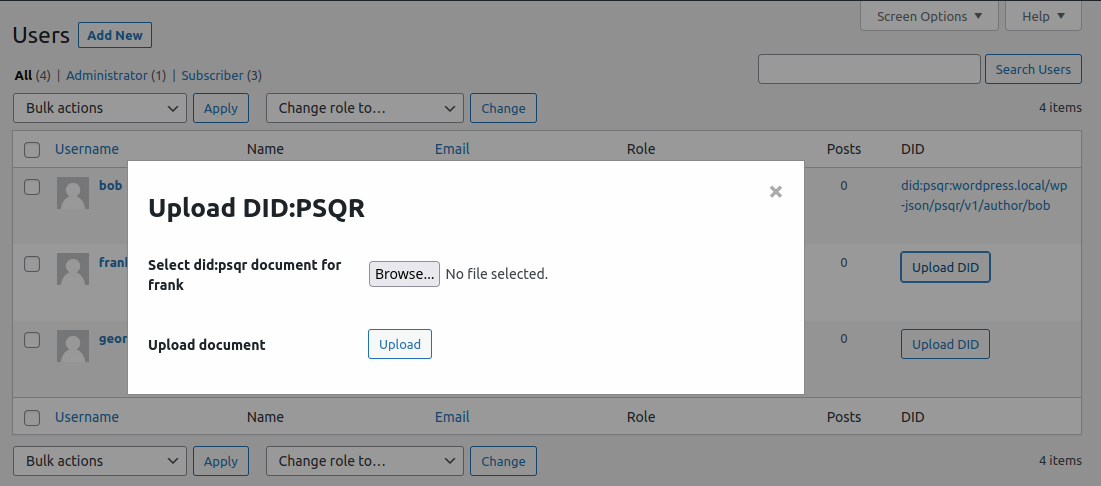 Screen Options Help
Users Add New
All (4) | Administrator (1) | Subscriber (3)
Search Users
Bulk actions Apply Change role to… Change 4 items
Username Name Email Role Posts DID
bob 0 did:psqr:wordpress.local/wp
-json/psqr/v1/author/bob
Upload DID:PSQR ×
frank 0 Upload DID
Select did:psqr document for
frank
Browse... No file selected.
geor 0 Upload DID
Upload document Upload
Username Name Email Role Posts DID
Bulk actions Apply Change role to… Change 4 items